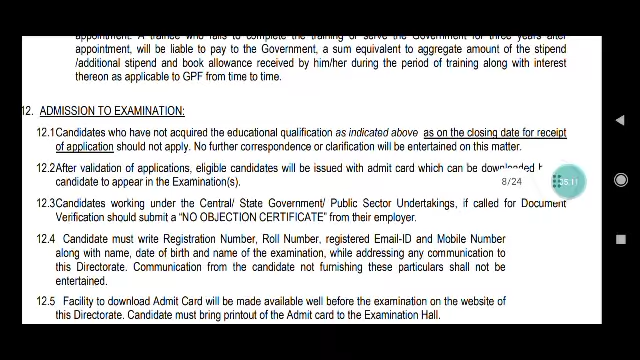 appointment. A trainee who fails to complete the training or serve the Government for three years after
appointment, will be liable to pay to the Government, a sum equivalent to aggregate amount of the stipend
/additional stipend and book allowance received by him/her during the period of training along with interest
thereon as applicable to GPF from time to time.
12. ADMISSION TO EXAMINATION:
12.1Candidates who have not acquired the educational qualification as indicated above as on the closing date for receipt
of application should not apply. No further correspondence or clarification will be entertained on this matter.
12.2After validation of applications, eligible candidates will be issued with admit card which can be downloaded
candidate to appear in the Examination(s).
8/24
05:11
12.3Candidates working under the Central/ State Government/ Public Sector Undertakings, if called for Document
Verification should submit a “NO OBJECTION CERTIFICATE” from their employer.
12.4 Candidate must write Registration Number, Roll Number, registered Email-ID and Mobile Number
along with name, date of birth and name of the examination, while addressing any communication to
this Directorate. Communication from the candidate not furnishing these particulars shall not be
entertained.
12.5 Facility to download Admit Card will be made available well before the examination on the website of
this Directorate. Candidate must bring printout of the Admit card to the Examination Hall.